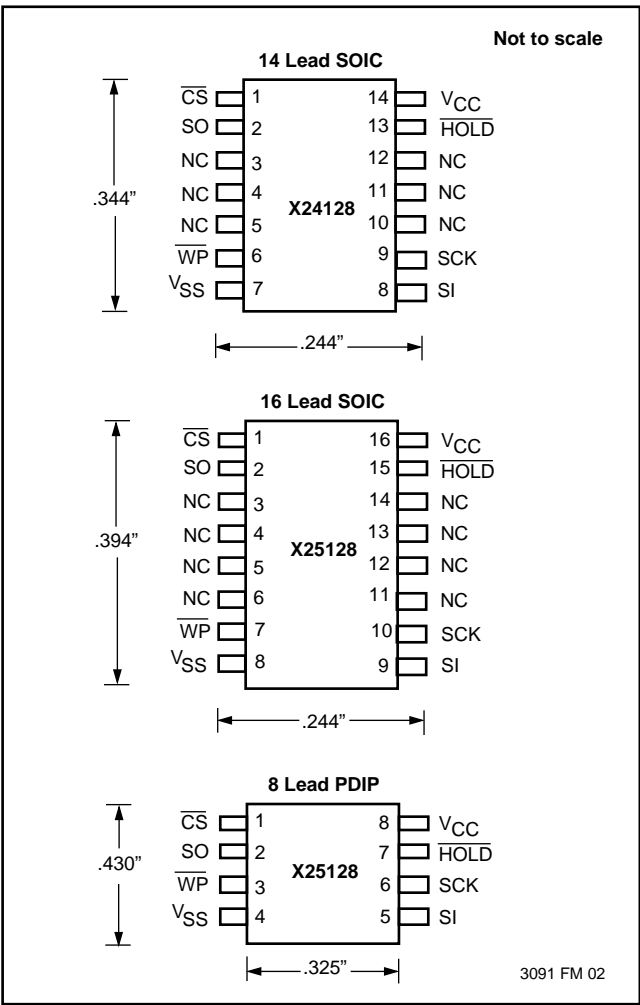 Not to scale
14 Lead SOIC
CS 1 14 VCC
SO 2 13 HOLD
NC 3 12 NC
NC 4 11 NC
NC 5 10 NC
WP 6 9 SCK
VSS 7 8 SI
X24128
.344”
.244”
16 Lead SOIC
CS 1 16 VCC
SO 2 15 HOLD
NC 3 14 NC
NC 4 13 NC
NC 5 12 NC
NC 6 11 NC
WP 7 10 SCK
VSS 8 9 SI
X25128
.394”
.244”
8 Lead PDIP
CS 1 8 VCC
SO 2 7 HOLD
WP 3 6 SCK
VSS 4 5 SI
X25128
.430”
.325”
3091 FM 02